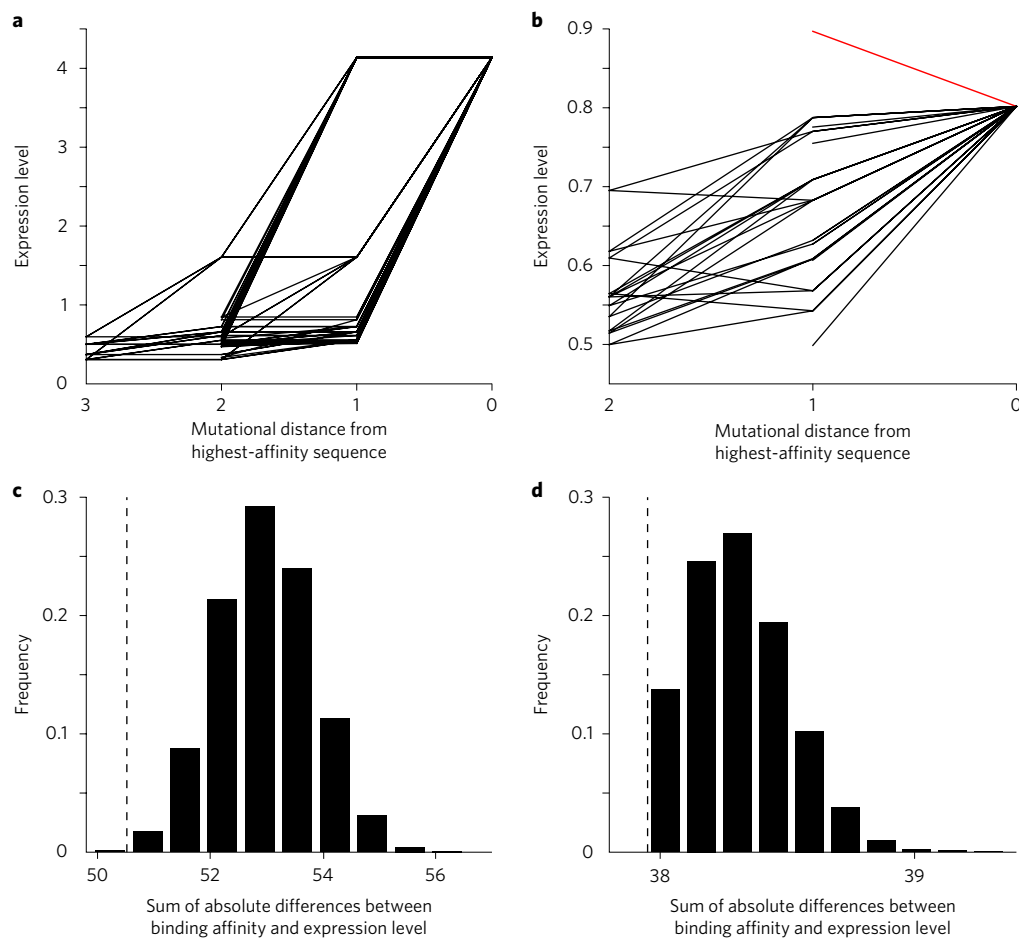 a
4
3
2
1
0
Expression level
3
2
1
0
Mutational distance from
highest-affinity sequence
b
0.9
0.8
0.7
0.6
0.5
Expression level
2
1
0
Mutational distance from
highest-affinity sequence
c
0.3
0.2
0.1
0
Frequency
50
52
54
56
Sum of absolute differences between
binding affinity and expression level
d
0.3
0.2
0.1
0
Frequency
38
39
Sum of absolute differences between
binding affinity and expression level